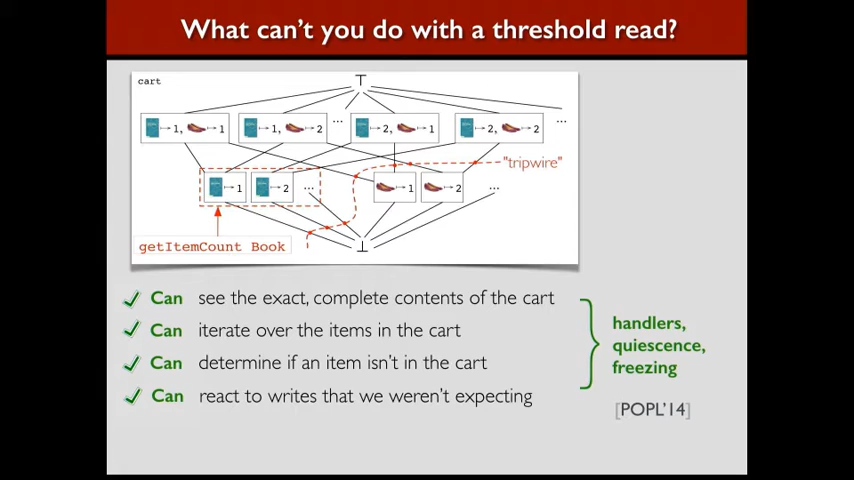 What can't you do with a threshold read?
cart
⊤
↦ 1, ↦ 1
↦ 1, ↦ 2
...
↦ 2, ↦ 1
↦ 2, ↦ 2
...
"tripwire"
↦ 1
↦ 2
...
↦ 1
↦ 2
...
getItemCount Book
⊥
✓ Can see the exact, complete contents of the cart
✓ Can iterate over the items in the cart
✓ Can determine if an item isn't in the cart
✓ Can react to writes that we weren't expecting
handlers,
quiescence,
freezing
[POPL'14]